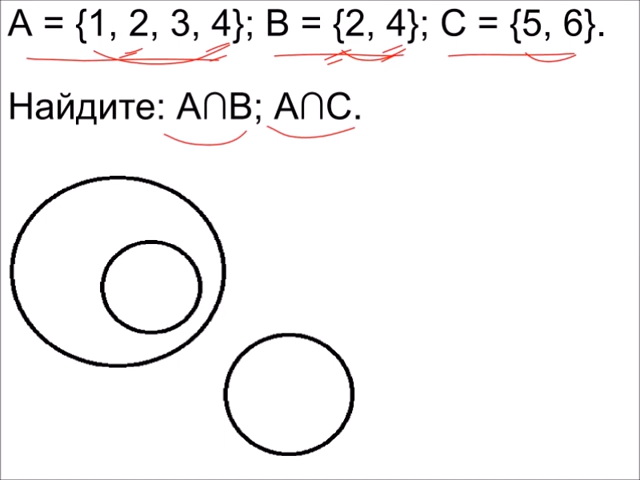 A = {1, 2, 3, 4}; B = {2, 4}; C = {5, 6}.
Найдите: A∩B; A∩C.